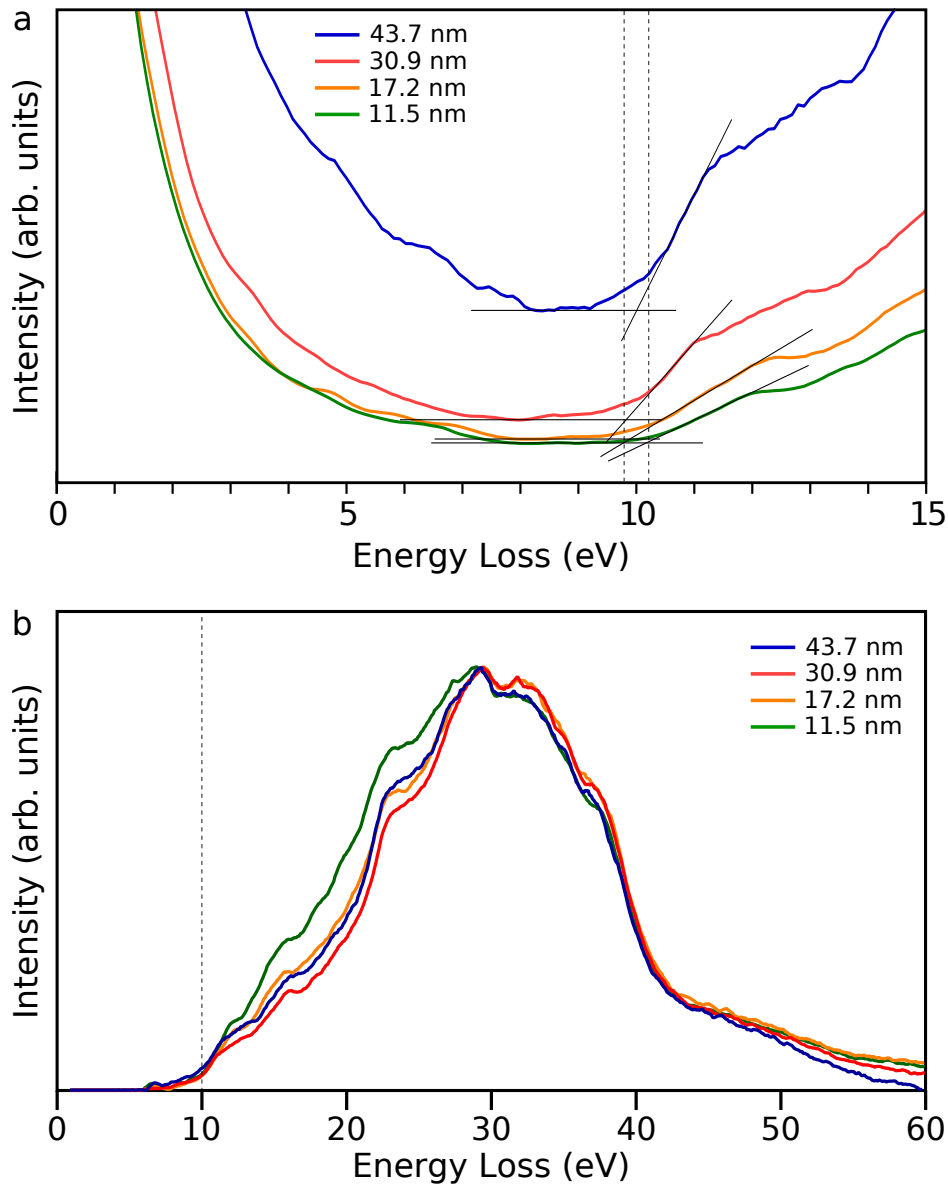 a
43.7 nm
30.9 nm
17.2 nm
11.5 nm
Intensity (arb. units)
0 5 10 15
Energy Loss (eV)
b
43.7 nm
30.9 nm
17.2 nm
11.5 nm
Intensity (arb. units)
0 10 20 30 40 50 60
Energy Loss (eV)